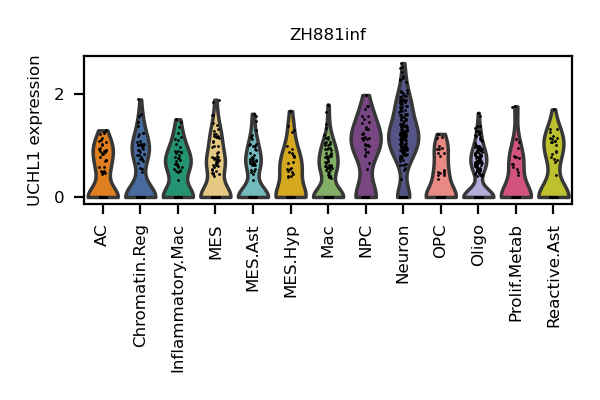 ZH881inf
UCHL1 expression
2
0
AC
Chromatin.Reg
Inflammatory.Mac
MES
MES.Ast
MES.Hyp
Mac
NPC
Neuron
OPC
Oligo
Prolif.Metab
Reactive.Ast